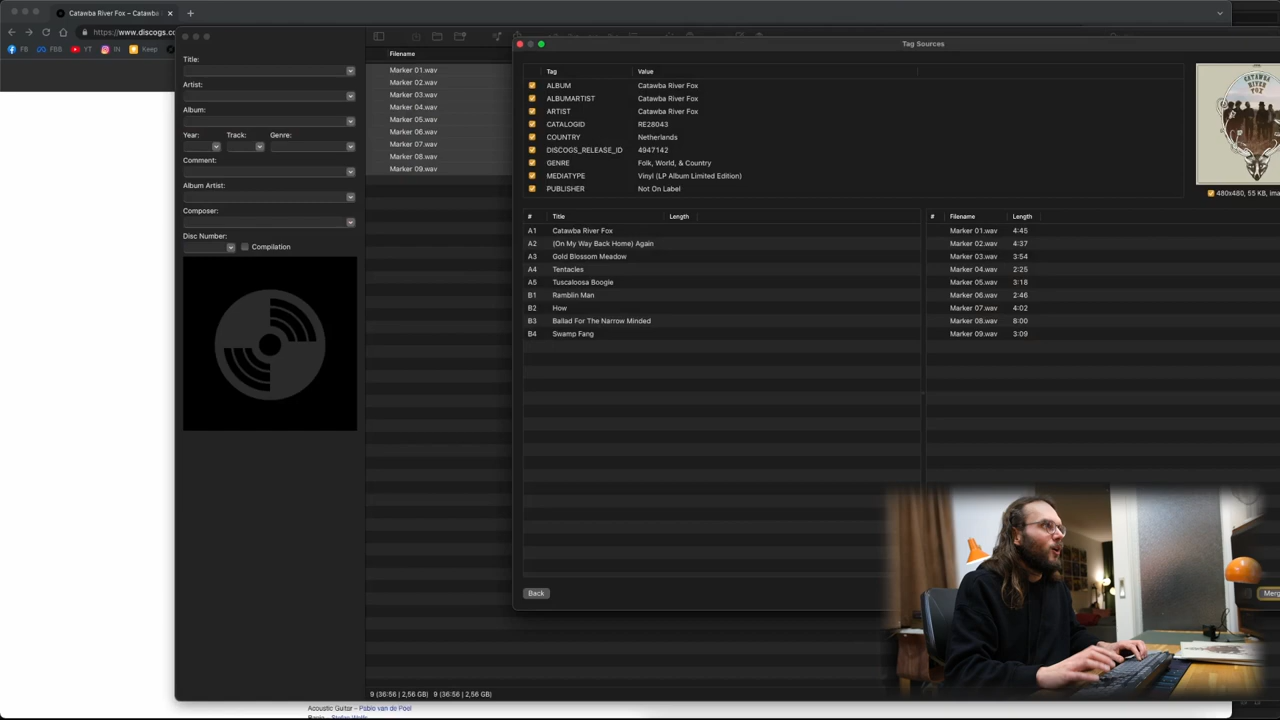 Catawba River Fox – Catawba
https://www.discogs.co
FB
FBB
YT
IN
Keep
Title:
Artist:
Album:
Year:
Track:
Genre:
Comment:
Album Artist:
Composer:
Disc Number:
Compilation
Filename
Marker 01.wav
Marker 02.wav
Marker 03.wav
Marker 04.wav
Marker 05.wav
Marker 06.wav
Marker 07.wav
Marker 08.wav
Marker 09.wav
Tag Sources
Tag Value
ALBUM Catawba River Fox
ALBUMARTIST Catawba River Fox
ARTIST Catawba River Fox
CATALOGID RE28043
COUNTRY Netherlands
DISCOGS_RELEASE_ID 4947142
GENRE Folk, World, & Country
MEDIATYPE Vinyl (LP Album Limited Edition)
PUBLISHER Not On Label
CATAWBA
RIVER
FOX
480x480, 55 KB, ima
# Title Length
A1 Catawba River Fox
A2 (On My Way Back Home) Again
A3 Gold Blossom Meadow
A4 Tentacles
A5 Tuscaloosa Boogie
B1 Ramblin Man
B2 How
B3 Ballad For The Narrow Minded
B4 Swamp Fang
# Filename Length
Marker 01.wav 4:45
Marker 02.wav 4:37
Marker 03.wav 3:54
Marker 04.wav 2:25
Marker 05.wav 3:18
Marker 06.wav 2:46
Marker 07.wav 4:02
Marker 08.wav 8:00
Marker 09.wav 3:09
Back
Merg
9 (36:56 | 2,56 GB) 9 (36:56 | 2,56 GB)
Acoustic Guitar – Pablo van de Poel